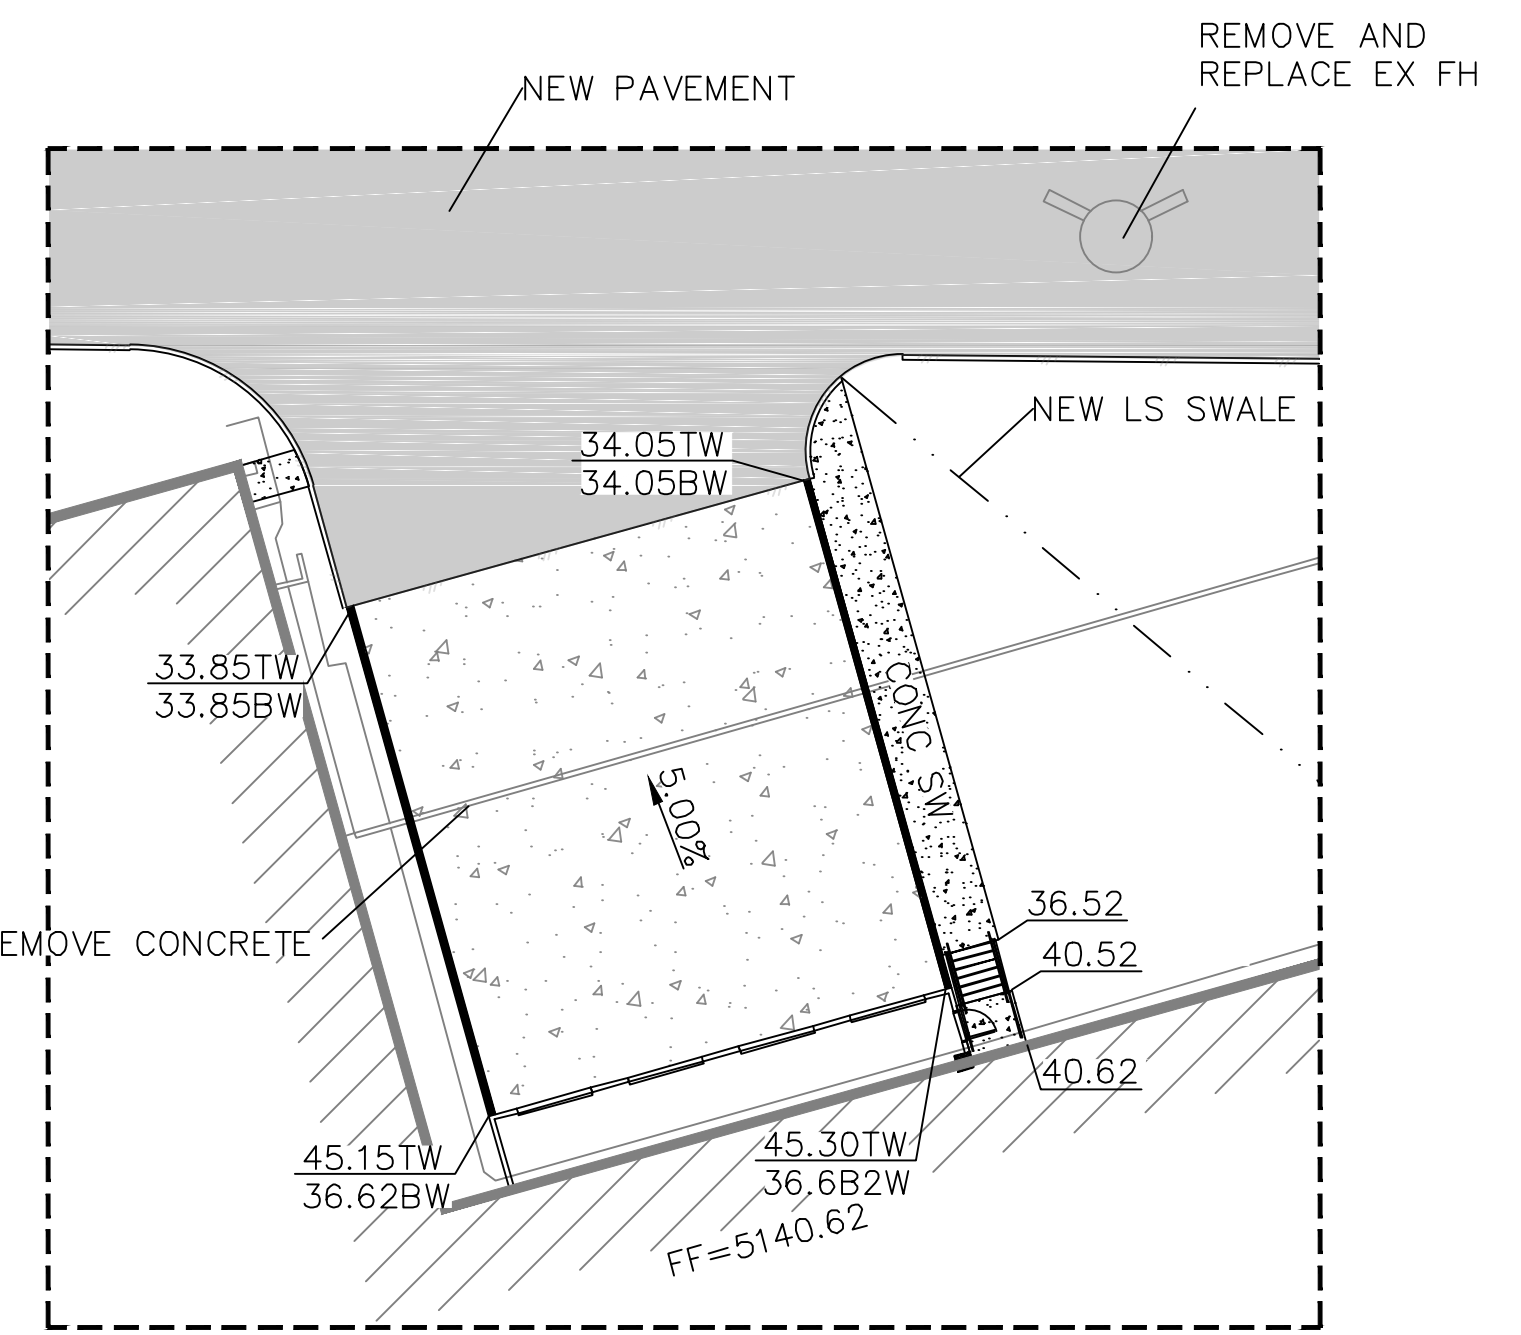 REMOVE AND
REPLACE EX FH
NEW PAVEMENT
NEW LS SWALE
34.05TW
34.05BW
33.85TW
33.85BW
CONC SW
5.00%
36.52
EMOVE CONCRETE
40.52
40.62
45.15TW
36.62BW
45.30TW
36.6B2W
FF=5140.62